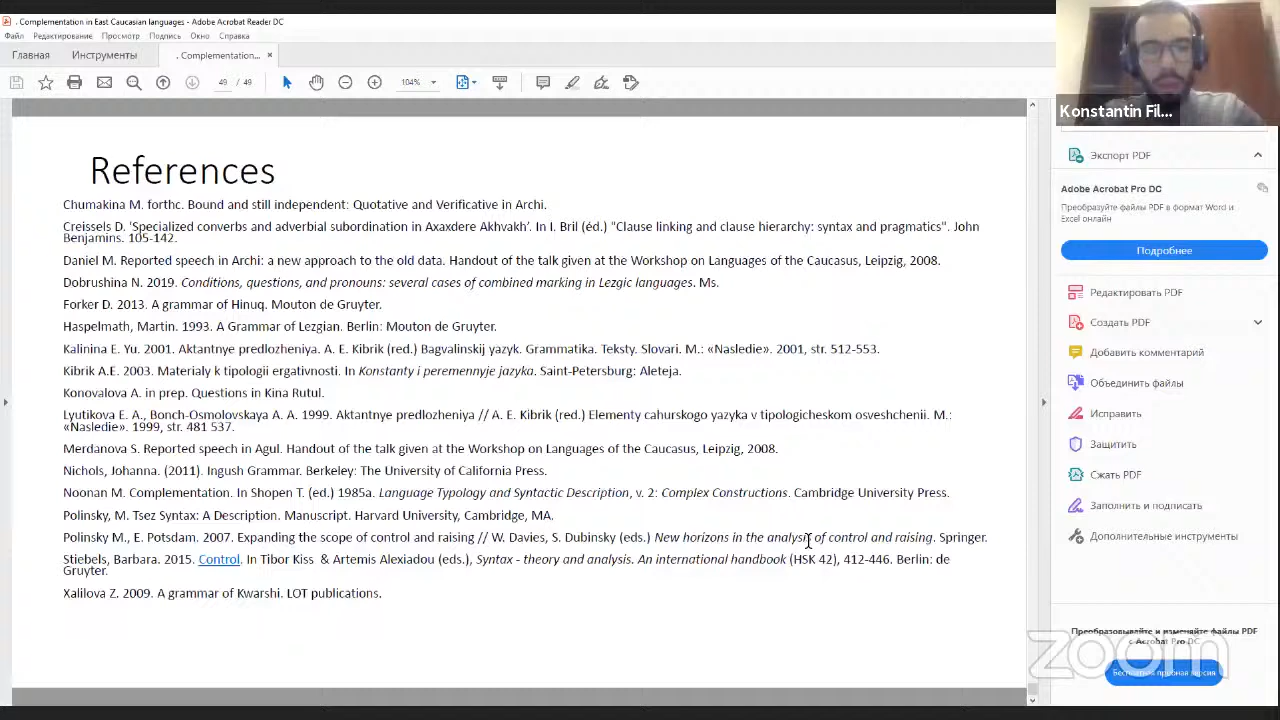 . Complementation in East Caucasian languages - Adobe Acrobat Reader DC
Файл Редактирование Просмотр Подпись Окно Справка
Главная Инструменты . Complementation... ×
49 / 49 104%
References
Chumakina M. forthc. Bound and still independent: Quotative and Verificative in Archi.
Creissels D. 'Specialized converbs and adverbial subordination in Axaxdere Akhvakh’. In I. Bril (éd.) "Clause linking and clause hierarchy: syntax and pragmatics". John
Benjamins. 105-142.
Daniel M. Reported speech in Archi: a new approach to the old data. Handout of the talk given at the Workshop on Languages of the Caucasus, Leipzig, 2008.
Dobrushina N. 2019. Conditions, questions, and pronouns: several cases of combined marking in Lezgic languages. Ms.
Forker D. 2013. A grammar of Hinuq. Mouton de Gruyter.
Haspelmath, Martin. 1993. A Grammar of Lezgian. Berlin: Mouton de Gruyter.
Kalinina E. Yu. 2001. Aktantnye predlozheniya. A. E. Kibrik (red.) Bagvalinskij yazyk. Grammatika. Teksty. Slovari. M.: «Nasledie». 2001, str. 512-553.
Kibrik A.E. 2003. Materialy k tipologii ergativnosti. In Konstanty i peremennyje jazyka. Saint-Petersburg: Aleteja.
Konovalova A. in prep. Questions in Kina Rutul.
Lyutikova E. A., Bonch-Osmolovskaya A. A. 1999. Aktantnye predlozheniya // A. E. Kibrik (red.) Elementy cahurskogo yazyka v tipologicheskom osveshchenii. M.:
«Nasledie». 1999, str. 481 537.
Merdanova S. Reported speech in Agul. Handout of the talk given at the Workshop on Languages of the Caucasus, Leipzig, 2008.
Nichols, Johanna. (2011). Ingush Grammar. Berkeley: The University of California Press.
Noonan M. Complementation. In Shopen T. (ed.) 1985a. Language Typology and Syntactic Description, v. 2: Complex Constructions. Cambridge University Press.
Polinsky, M. Tsez Syntax: A Description. Manuscript. Harvard University, Cambridge, MA.
Polinsky M., E. Potsdam. 2007. Expanding the scope of control and raising // W. Davies, S. Dubinsky (eds.) New horizons in the analysis of control and raising. Springer.
Stiebels, Barbara. 2015. Control. In Tibor Kiss & Artemis Alexiadou (eds.), Syntax - theory and analysis. An international handbook (HSK 42), 412-446. Berlin: de
Gruyter.
Xalilova Z. 2009. A grammar of Kwarshi. LOT publications.
Konstantin Fil...
Экспорт PDF
Adobe Acrobat Pro DC
Преобразуйте файлы PDF в формат Word и
Excel онлайн
Подробнее
Редактировать PDF
Создать PDF
Добавить комментарий
Объединить файлы
Исправить
Защитить
Сжать PDF
Заполнить и подписать
Дополнительные инструменты
Преобразовывайте и изменяйте файлы PDF
с Acrobat Pro DC
Бесплатная пробная версия
zoom